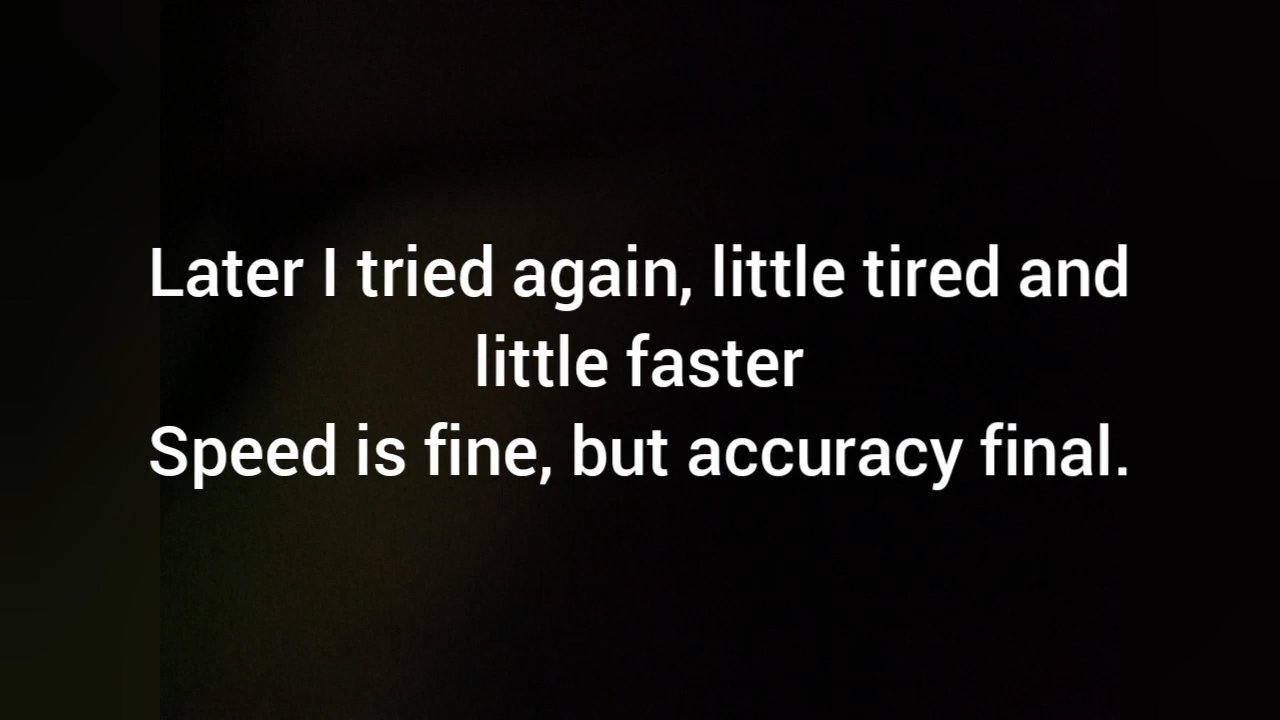 Later I tried again, little tired and
little faster
Speed is fine, but accuracy final.